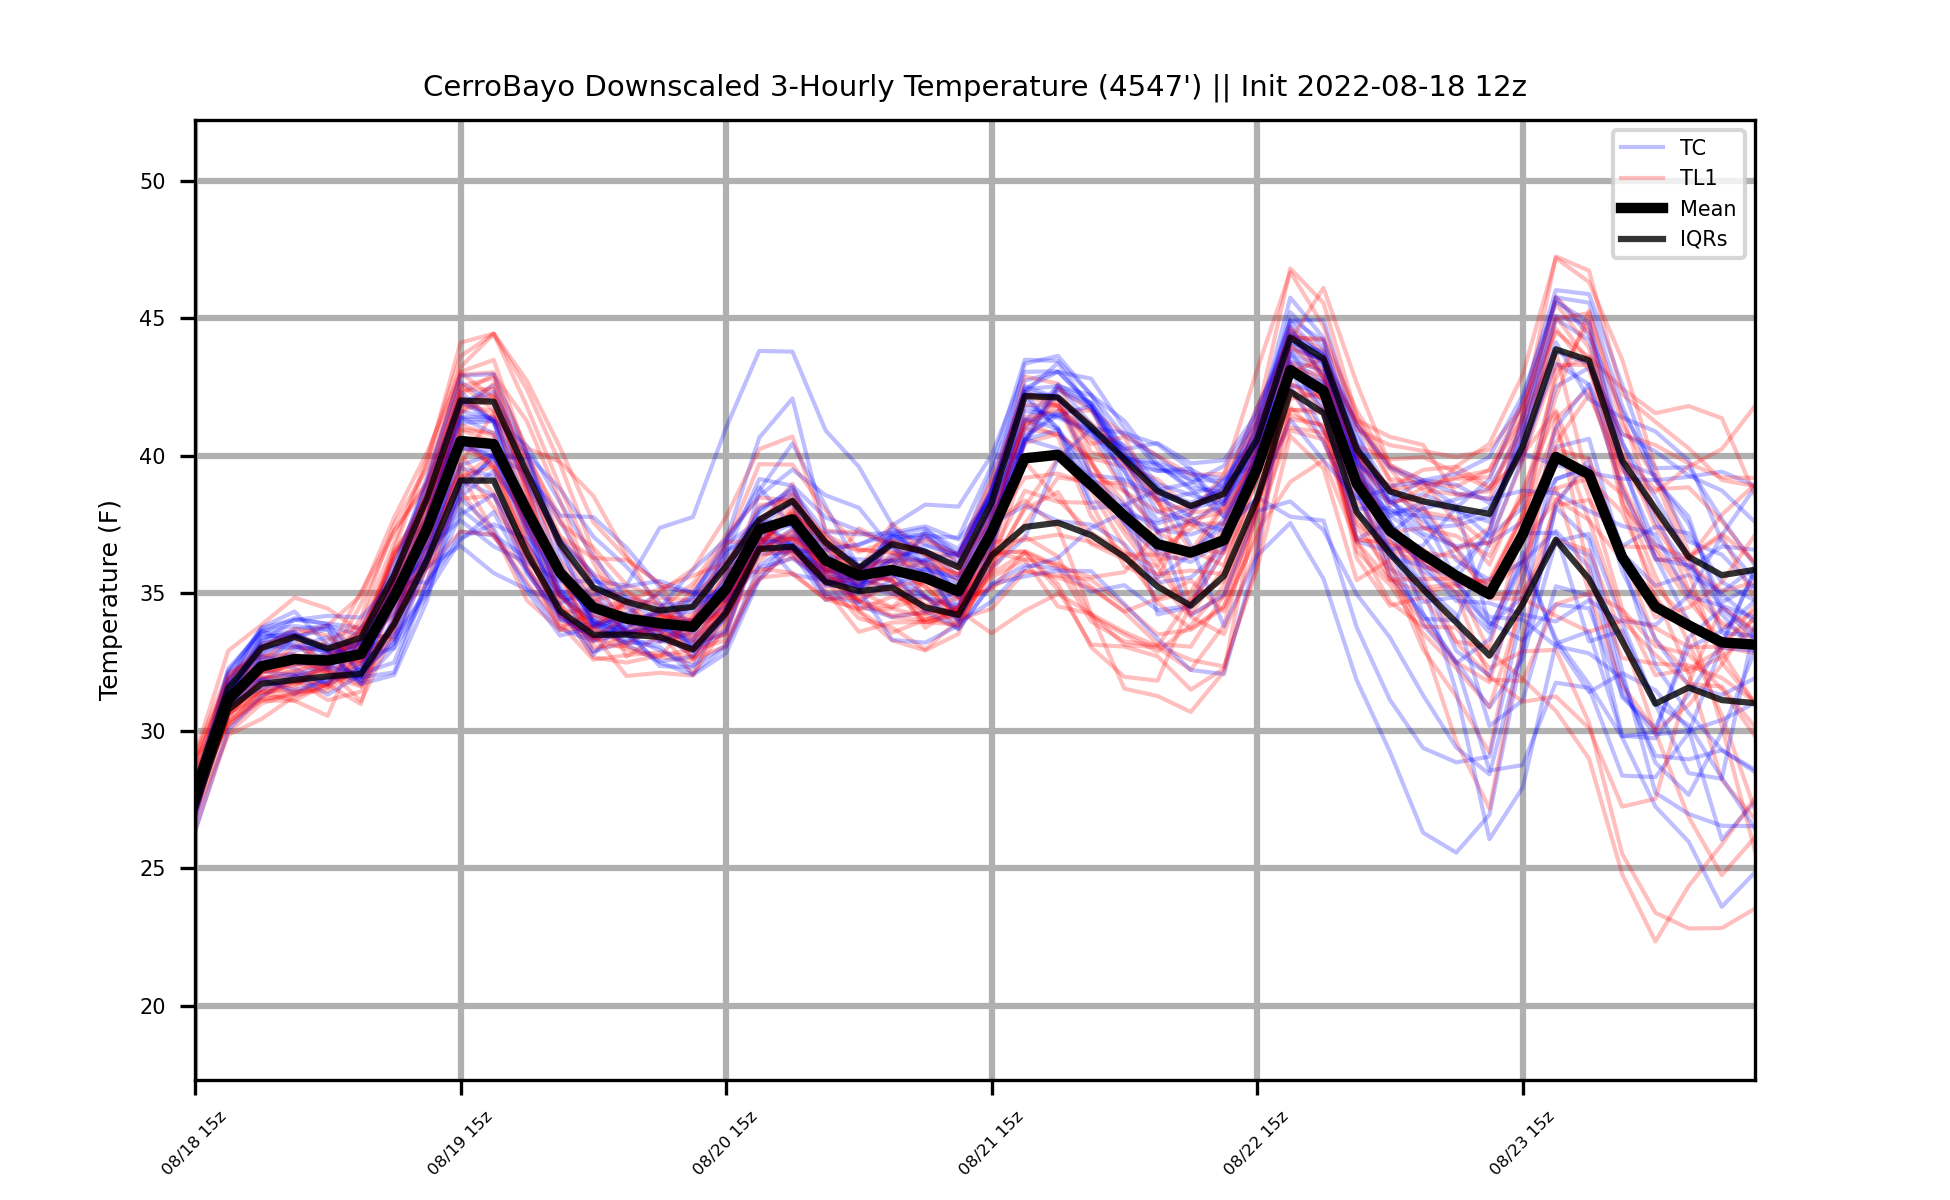 CerroBayo Downscaled 3-Hourly Temperature (4547') || Init 2022-08-18 12z
TC
TL1
Mean
IQRs
Temperature (F)
50
45
40
35
30
25
20
08/18 15z
08/19 15z
08/20 15z
08/21 15z
08/22 15z
08/23 15z